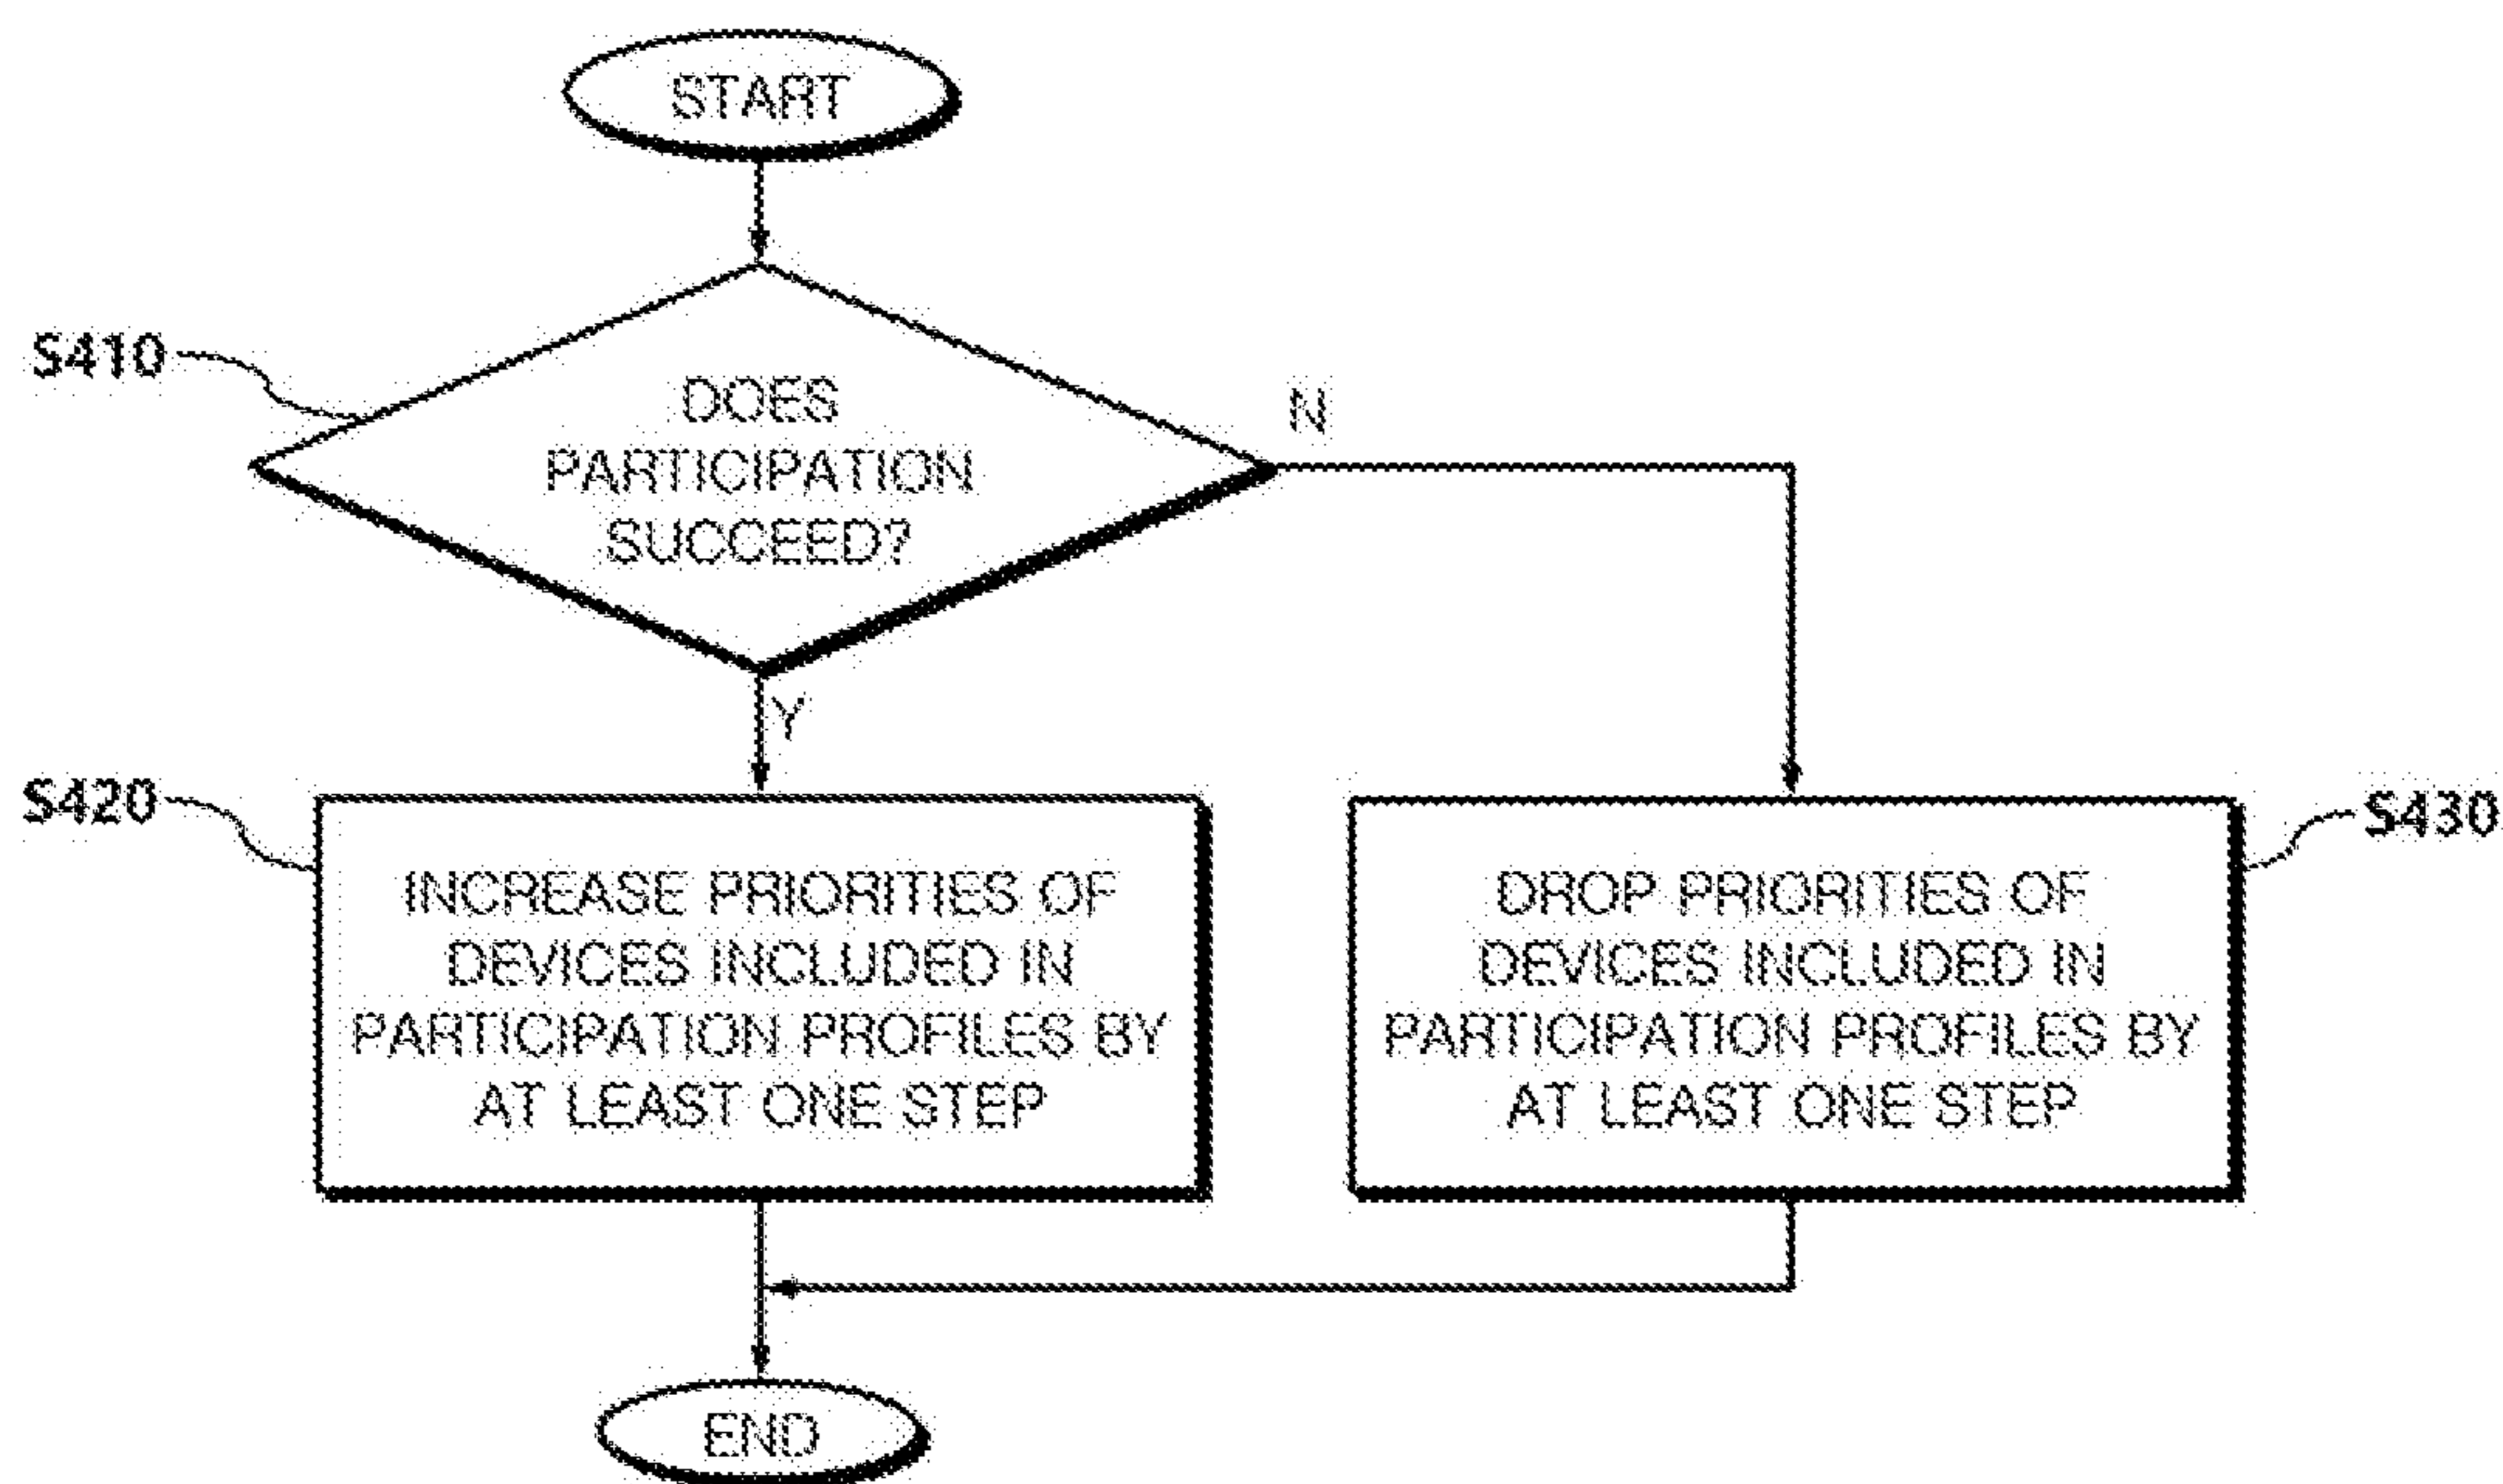 START
S410
DOES
PARTICIPATION
SUCCEED?
N
Y
S420
INCREASE PRIORITIES OF
DEVICES INCLUDED IN
PARTICIPATION PROFILES BY
AT LEAST ONE STEP
S430
DROP PRIORITIES OF
DEVICES INCLUDED IN
PARTICIPATION PROFILES BY
AT LEAST ONE STEP
END